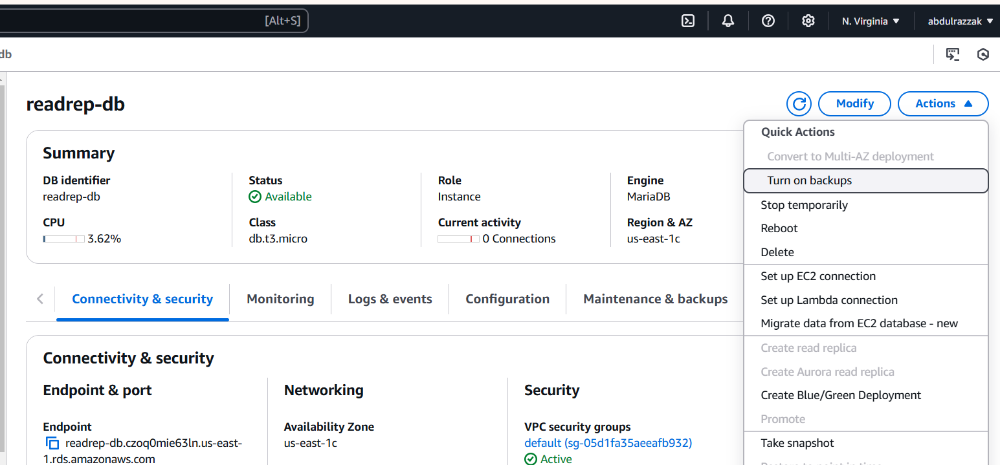 [Alt+S]
N. Virginia ▼
abdulrazzak ▼
db
readrep-db
Modify
Actions ▲
Summary
DB identifier
readrep-db
Status
Available
Role
Instance
Engine
MariaDB
CPU
3.62%
Class
db.t3.micro
Current activity
0 Connections
Region & AZ
us-east-1c
Quick Actions
Convert to Multi-AZ deployment
Turn on backups
Stop temporarily
Reboot
Delete
Set up EC2 connection
Set up Lambda connection
Migrate data from EC2 database - new
Create read replica
Create Aurora read replica
Create Blue/Green Deployment
Promote
Take snapshot
Connectivity & security
Monitoring
Logs & events
Configuration
Maintenance & backups
Connectivity & security
Endpoint & port
Endpoint
readrep-db.czoq0mie63ln.us-east-
1.rds.amazonaws.com
Networking
Availability Zone
us-east-1c
Security
VPC security groups
default (sg-05d1fa35aeeafb932)
Active